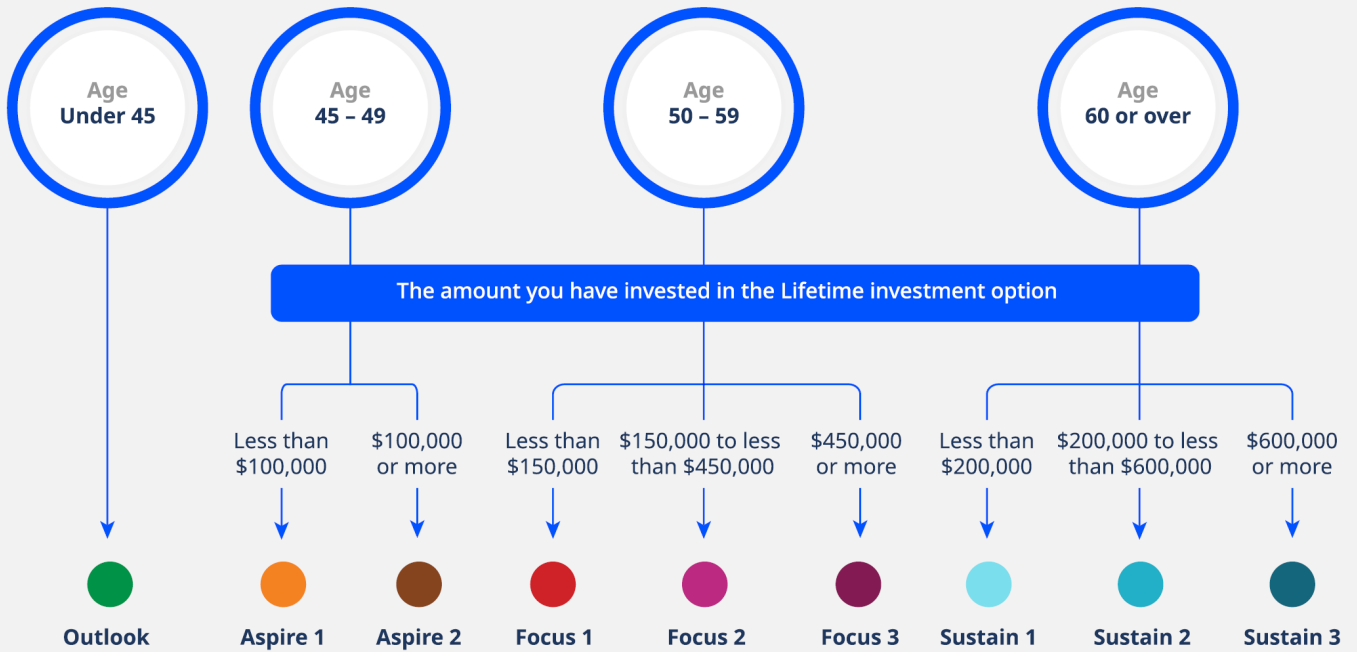 Age
Under 45
Age
45 – 49
Age
50 – 59
Age
60 or over
The amount you have invested in the Lifetime investment option
Less than
$100,000
$100,000
or more
Less than
$150,000
$150,000 to less
than $450,000
$450,000
or more
Less than
$200,000
$200,000 to less
than $600,000
$600,000
or more
Outlook
Aspire 1
Aspire 2
Focus 1
Focus 2
Focus 3
Sustain 1
Sustain 2
Sustain 3